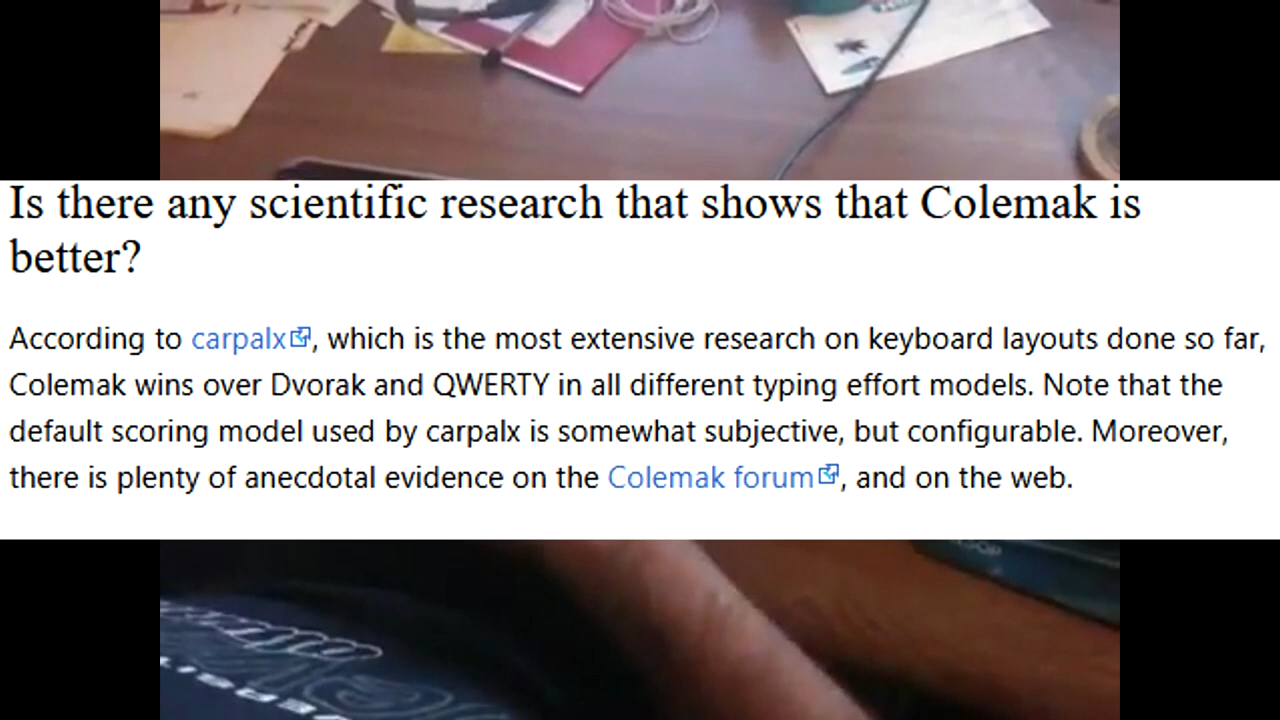 Is there any scientific research that shows that Colemak is
better?
According to carpalx, which is the most extensive research on keyboard layouts done so far,
Colemak wins over Dvorak and QWERTY in all different typing effort models. Note that the
default scoring model used by carpalx is somewhat subjective, but configurable. Moreover,
there is plenty of anecdotal evidence on the Colemak forum, and on the web.